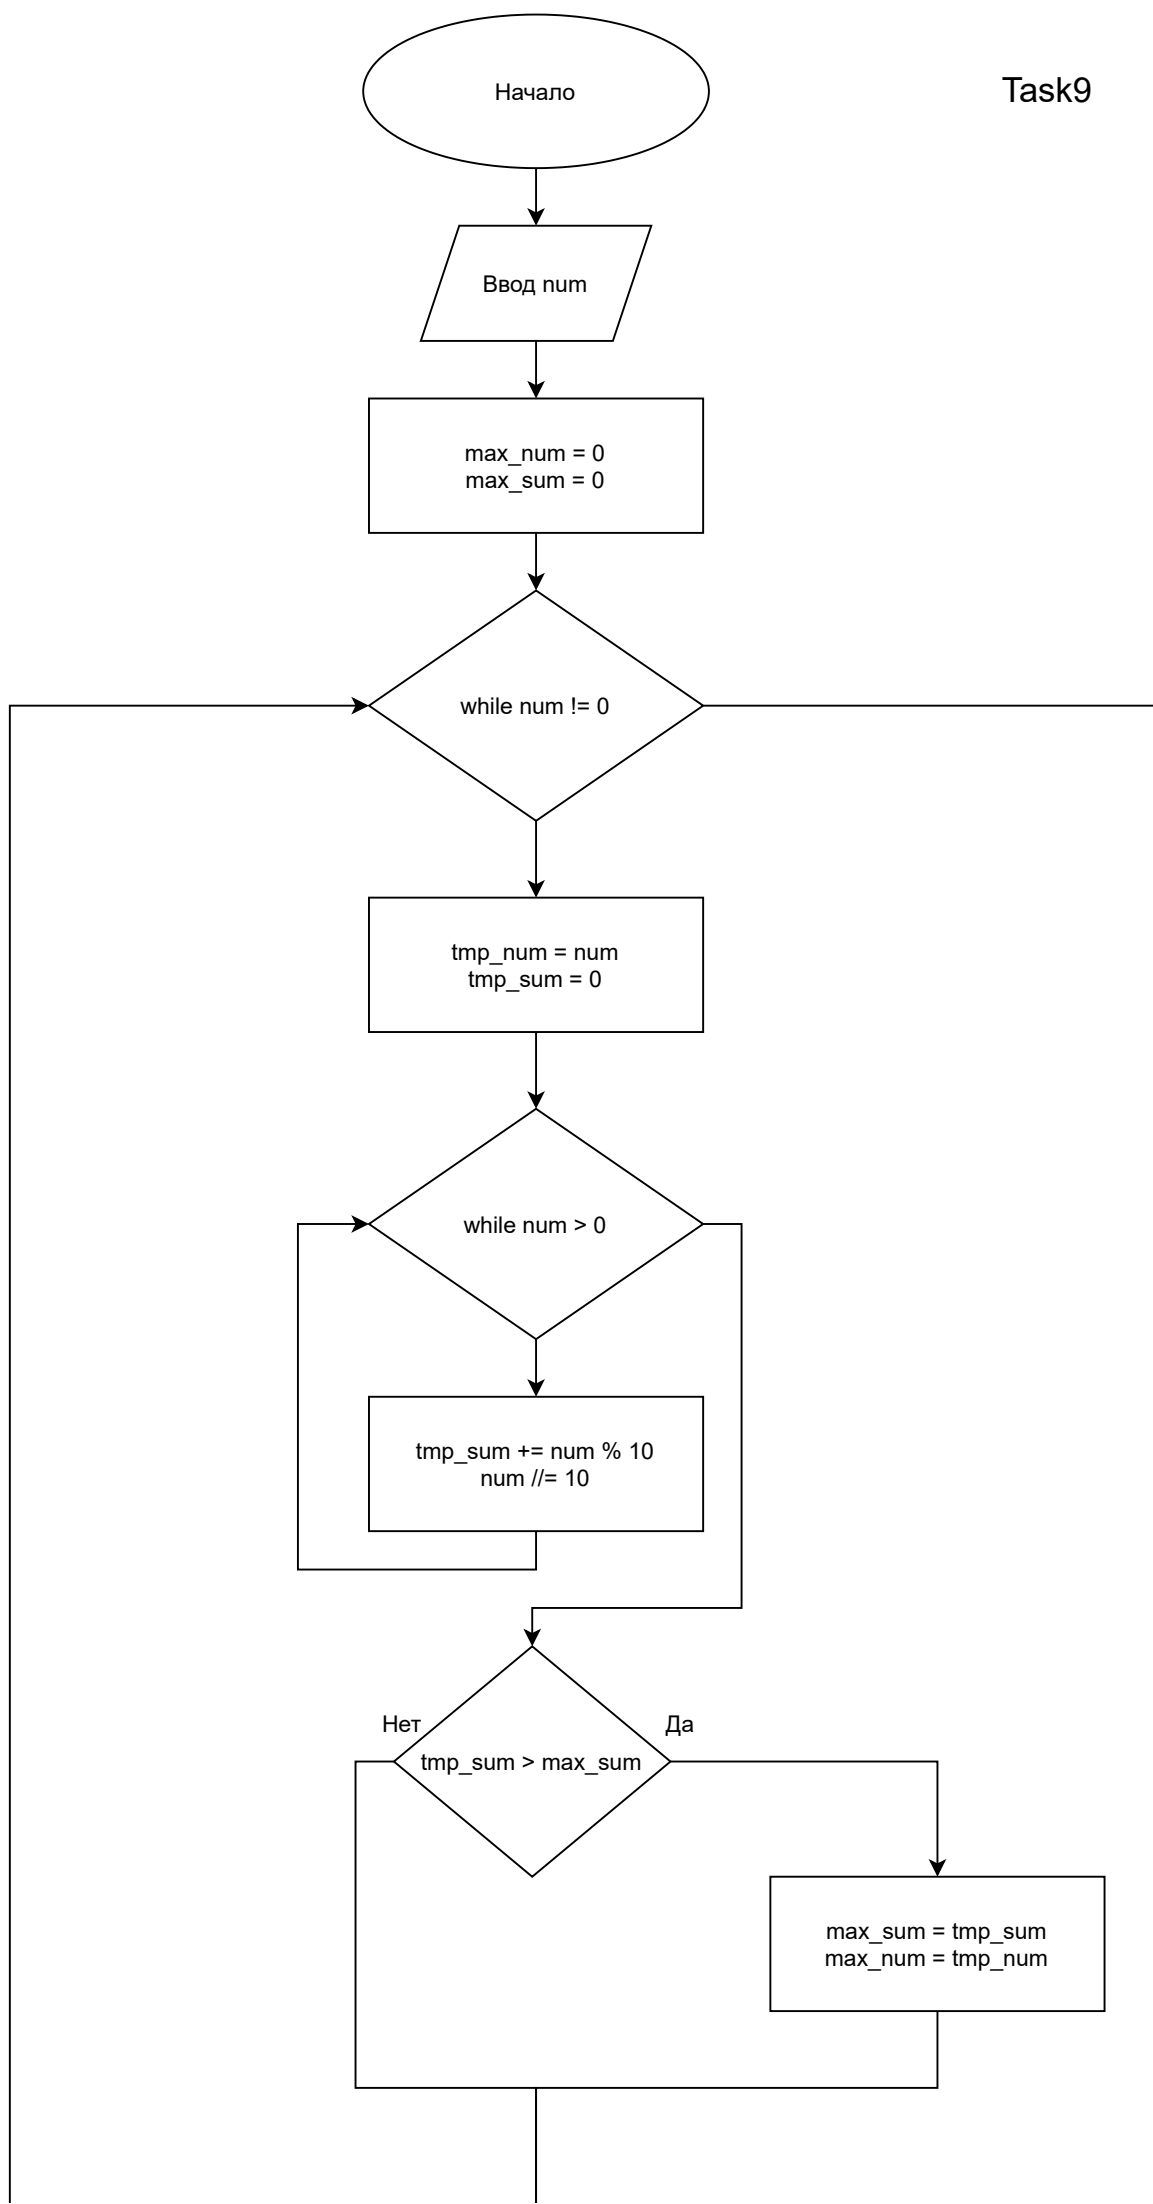 Начало
Task9
Ввод num
max_num = 0
max_sum = 0
while num != 0
tmp_num = num
tmp_sum = 0
while num > 0
tmp_sum += num % 10
num //= 10
Нет
Да
tmp_sum > max_sum
max_sum = tmp_sum
max_num = tmp_num